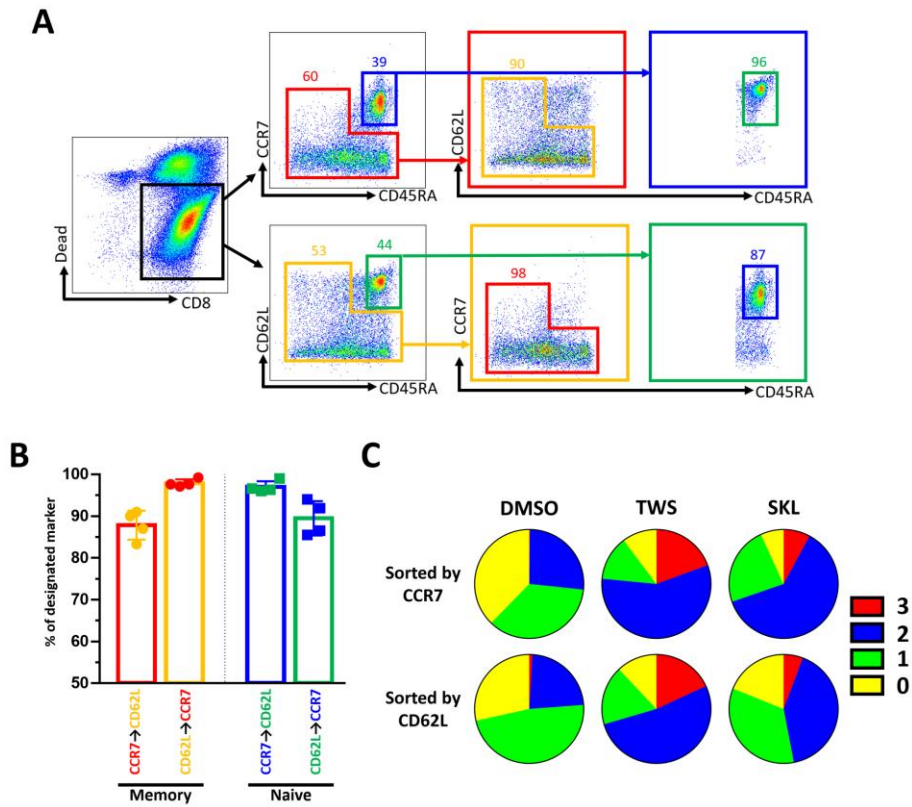 A
60
39
90
96
CCR7
CD62L
CD45RA
CD45RA
Dead
CD8
53
44
98
87
CD62L
CCR7
CD45RA
CD45RA
B
% of designated marker
100
90
80
70
60
50
CCR7→CD62L
CD62L→CCR7
CCR7→CD62L
CD62L→CCR7
Memory
Naive
C
DMSO
TWS
SKL
Sorted by
CCR7
Sorted by
CD62L
3
2
1
0